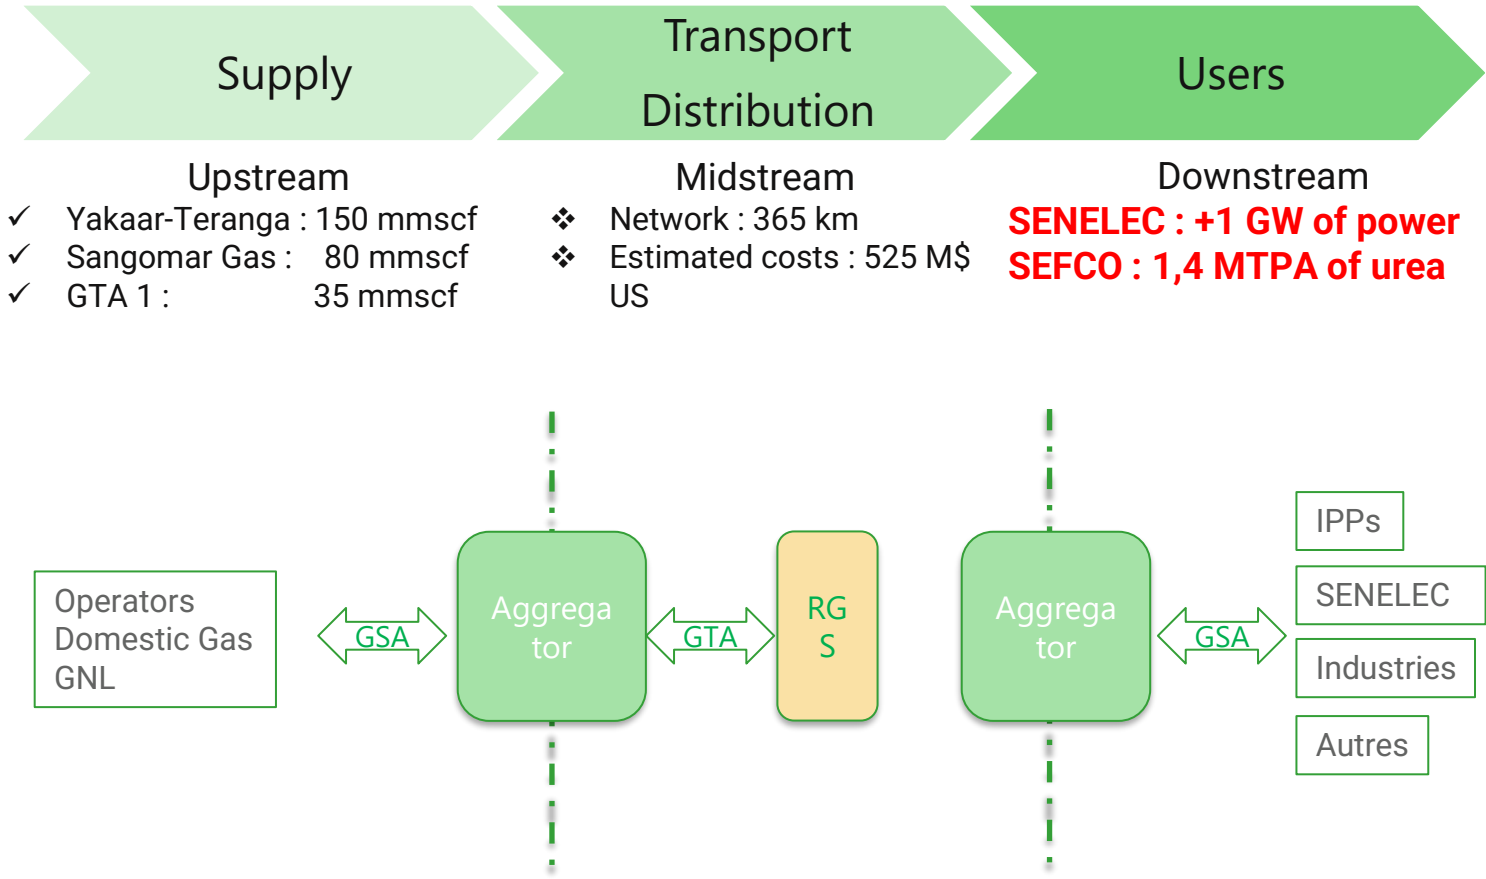 Supply
Transport
Distribution
Users
Upstream
✓ Yakaar-Teranga : 150 mmscf
✓ Sangomar Gas : 80 mmscf
✓ GTA 1 : 35 mmscf
Midstream
❖ Network : 365 km
❖ Estimated costs : 525 M$
US
Downstream
SENELEC : +1 GW of power
SEFCO : 1,4 MTPA of urea
Operators
Domestic Gas
GNL
GSA
Aggrega
tor
GTA
RG
S
Aggrega
tor
GSA
IPPs
SENELEC
Industries
Autres